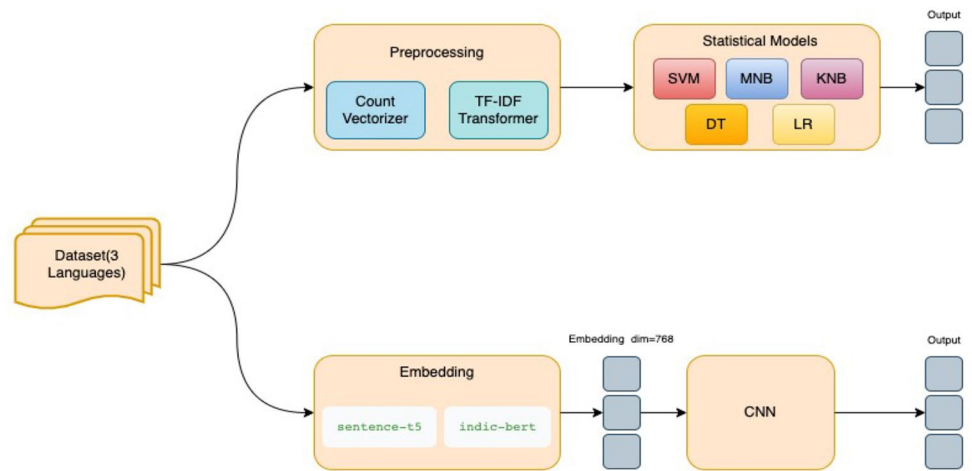 Output
Preprocessing
Statistical Models
SVM
MNB
KNB
Count
Vectorizer
TF-IDF
Transformer
DT
LR
Dataset(3
Languages)
Embedding dim=768
Output
Embedding
sentence-t5
indic-bert
CNN